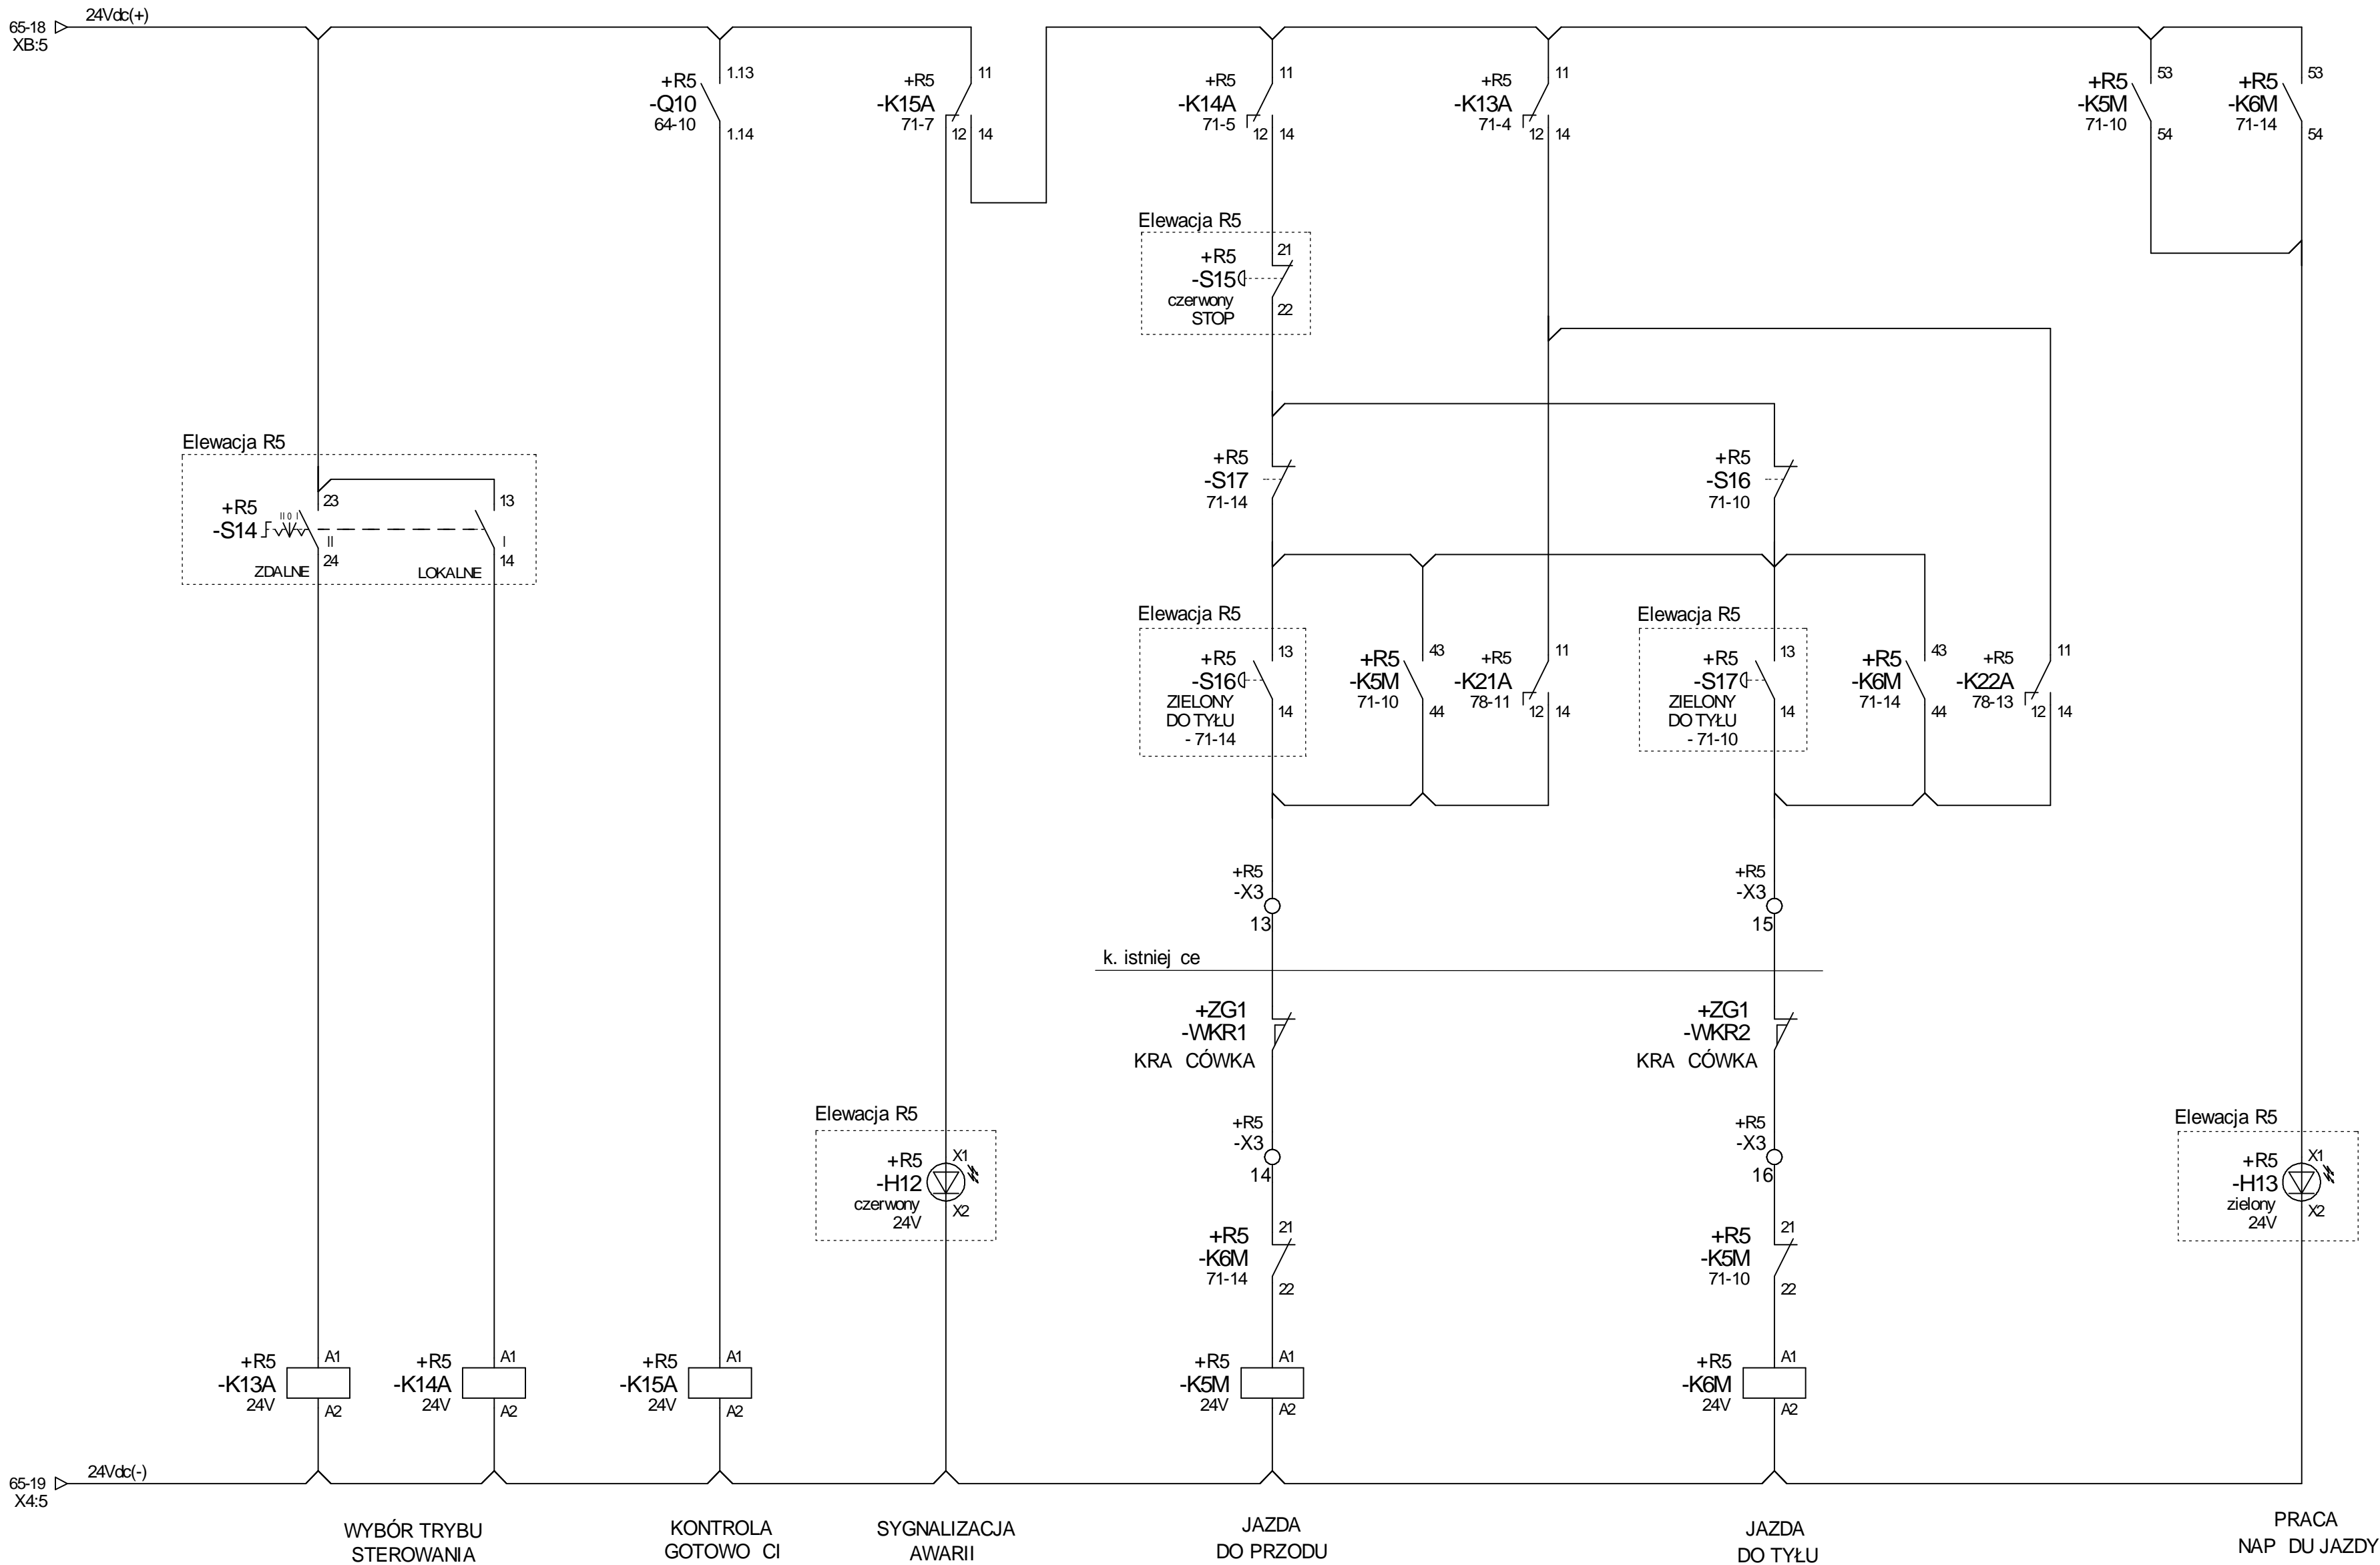 24Vdc(+)
65-18
XB:5
+R5
-Q10
64-10
1.13
1.14
+R5
-K15A
71-7
11
12
14
+R5
-K14A
71-5
11
12
14
+R5
-K13A
71-4
11
12
14
+R5
-K5M
71-10
53
54
+R5
-K6M
71-14
53
54
Elewacja R5
+R5
-S15
czerwony
STOP
21
22
Elewacja R5
+R5
-S14
II 0 I
23
II
24
ZDALNE
13
I
14
LOKALNE
+R5
-S17
71-14
+R5
-S16
71-10
Elewacja R5
+R5
-S16
ZIELONY
DO TYŁU
- 71-14
13
14
+R5
-K5M
71-10
43
44
+R5
-K21A
78-11
11
12
14
Elewacja R5
+R5
-S17
ZIELONY
DO TYŁU
- 71-10
13
14
+R5
-K6M
71-14
43
44
+R5
-K22A
78-13
11
12
14
+R5
-X3
13
+R5
-X3
15
k. istniej ce
+ZG1
-WKR1
KRA CÓWKA
+ZG1
-WKR2
KRA CÓWKA
+R5
-X3
14
+R5
-X3
16
Elewacja R5
+R5
-H12
czerwony
24V
X1
X2
Elewacja R5
+R5
-H13
zielony
24V
X1
X2
+R5
-K6M
71-14
21
22
+R5
-K5M
71-10
21
22
+R5
-K13A
24V
A1
A2
+R5
-K14A
24V
A1
A2
+R5
-K15A
24V
A1
A2
+R5
-K5M
24V
A1
A2
+R5
-K6M
24V
A1
A2
24Vdc(-)
65-19
X4:5
WYBÓR TRYBU
STEROWANIA
KONTROLA
GOTOWO CI
SYGNALIZACJA
AWARII
JAZDA
DO PRZODU
JAZDA
DO TYŁU
PRACA
NAP DU JAZDY